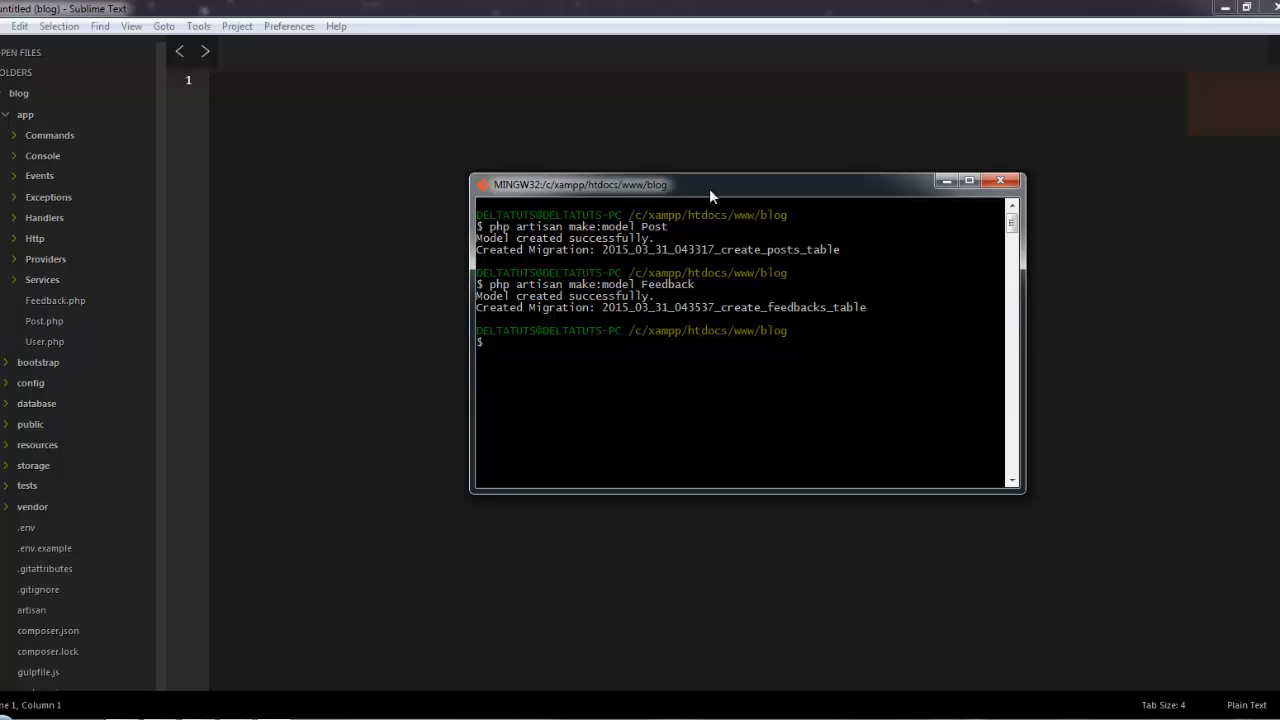 untitled (blog) - Sublime Text
Edit Selection Find View Goto Tools Project Preferences Help
PEN FILES
OLDERS
1
blog
app
Commands
Console
Events
Exceptions
Handlers
Http
Providers
Services
Feedback.php
Post.php
User.php
bootstrap
config
database
public
resources
storage
tests
vendor
.env
.env.example
.gitattributes
.gitignore
artisan
composer.json
composer.lock
gulpfile.js
MINGW32:/c/xampp/htdocs/www/blog
DELTATUTS@DELTATUTS-PC /c/xampp/htdocs/www/blog
$ php artisan make:model Post
Model created successfully.
Created Migration: 2015_03_31_043317_create_posts_table
DELTATUTS@DELTATUTS-PC /c/xampp/htdocs/www/blog
$ php artisan make:model Feedback
Model created successfully.
Created Migration: 2015_03_31_043537_create_feedbacks_table
DELTATUTS@DELTATUTS-PC /c/xampp/htdocs/www/blog
$
ne 1, Column 1
Tab Size: 4 Plain Text